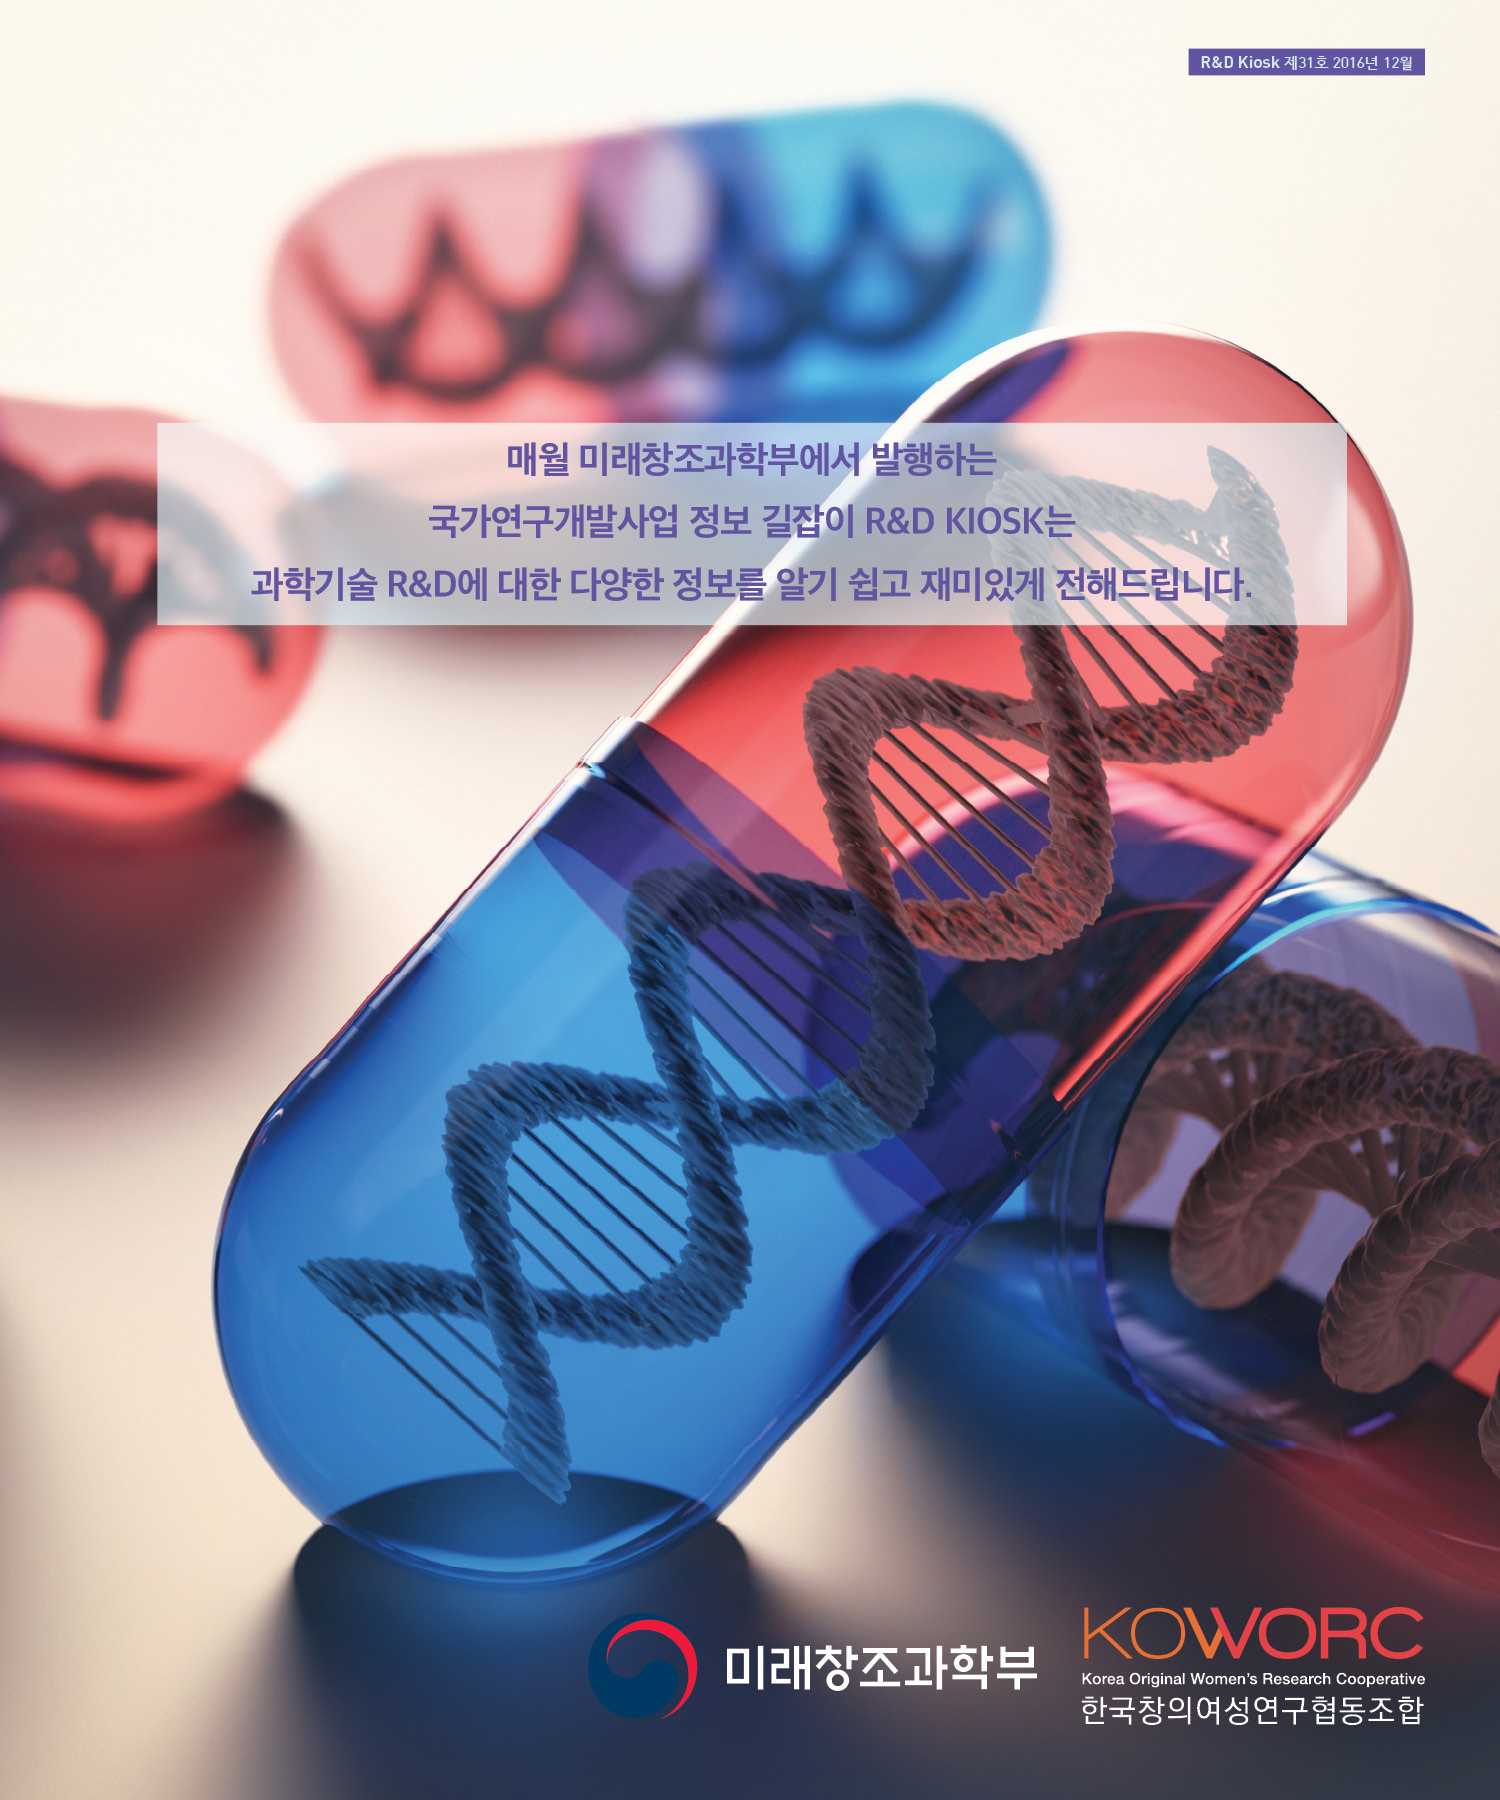 R&D Kiosk 제31호 2016년 12월
매월 미래창조과학부에서 발행하는
국가연구개발사업 정보 길잡이 R&D KIOSK는
과학기술 R&D에 대한 다양한 정보를 알기 쉽고 재미있게 전해드립니다.
미래창조과학부
KOWORC
Korea Original Women's Research Cooperative
한국창의여성연구협동조합